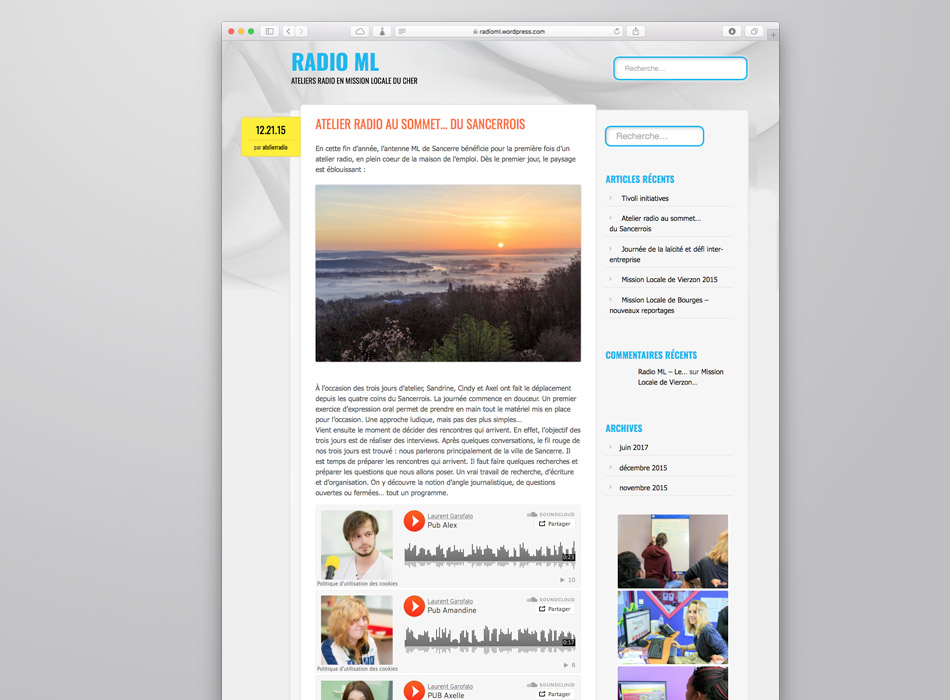 radioml.wordpress.com
RADIO ML
ATELIERS RADIO EN MISSION LOCALE DU CHER
Recherche...
12.21.15
par atelierradio
ATELIER RADIO AU SOMMET... DU SANCERROIS
En cette fin d'année, l'antenne ML de Sancerre bénéficie pour la première fois d'un
atelier radio, en plein coeur de la maison de l'emploi. Dès le premier jour, le paysage
est éblouissant :
À l'occasion des trois jours d'atelier, Sandrine, Cindy et Axel ont fait le déplacement
depuis les quatre coins du Sancerrois. La journée commence en douceur. Un premier
exercice d'expression oral permet de prendre en main tout le matériel mis en place
pour l'occasion. Une approche ludique, mais pas des plus simples...
Vient ensuite le moment de décider des rencontres qui arrivent. En effet, l'objectif des
trois jours est de réaliser des interviews. Après quelques conversations, le fil rouge de
nos trois jours est trouvé : nous parlerons principalement de la ville de Sancerre. Il
est temps de préparer les rencontres qui arrivent. Il faut faire quelques recherches et
préparer les questions que nous allons poser. Un vrai travail de recherche, d'écriture
et d'organisation. On y découvre la notion d'angle journalistique, de questions
ouvertes ou fermées... tout un programme.
Laurent Garofalo
Pub Alex
SOUNDCLOUD
Partager
0:23
10
Politique d'utilisation des cookies
Laurent Garofalo
Pub Amandine
SOUNDCLOUD
Partager
0:17
8
Politique d'utilisation des cookies
Laurent Garofalo
PUB Axelle
SOUNDCLOUD
Partager
Recherche...
ARTICLES RÉCENTS
Tivoli initiatives
Atelier radio au sommet...
du Sancerrois
Journée de la laïcité et défi inter-
entreprise
Mission Locale de Vierzon 2015
Mission Locale de Bourges –
nouveaux reportages
COMMENTAIRES RÉCENTS
Radio ML – Le... sur Mission
Locale de Vierzon...
ARCHIVES
juin 2017
décembre 2015
novembre 2015